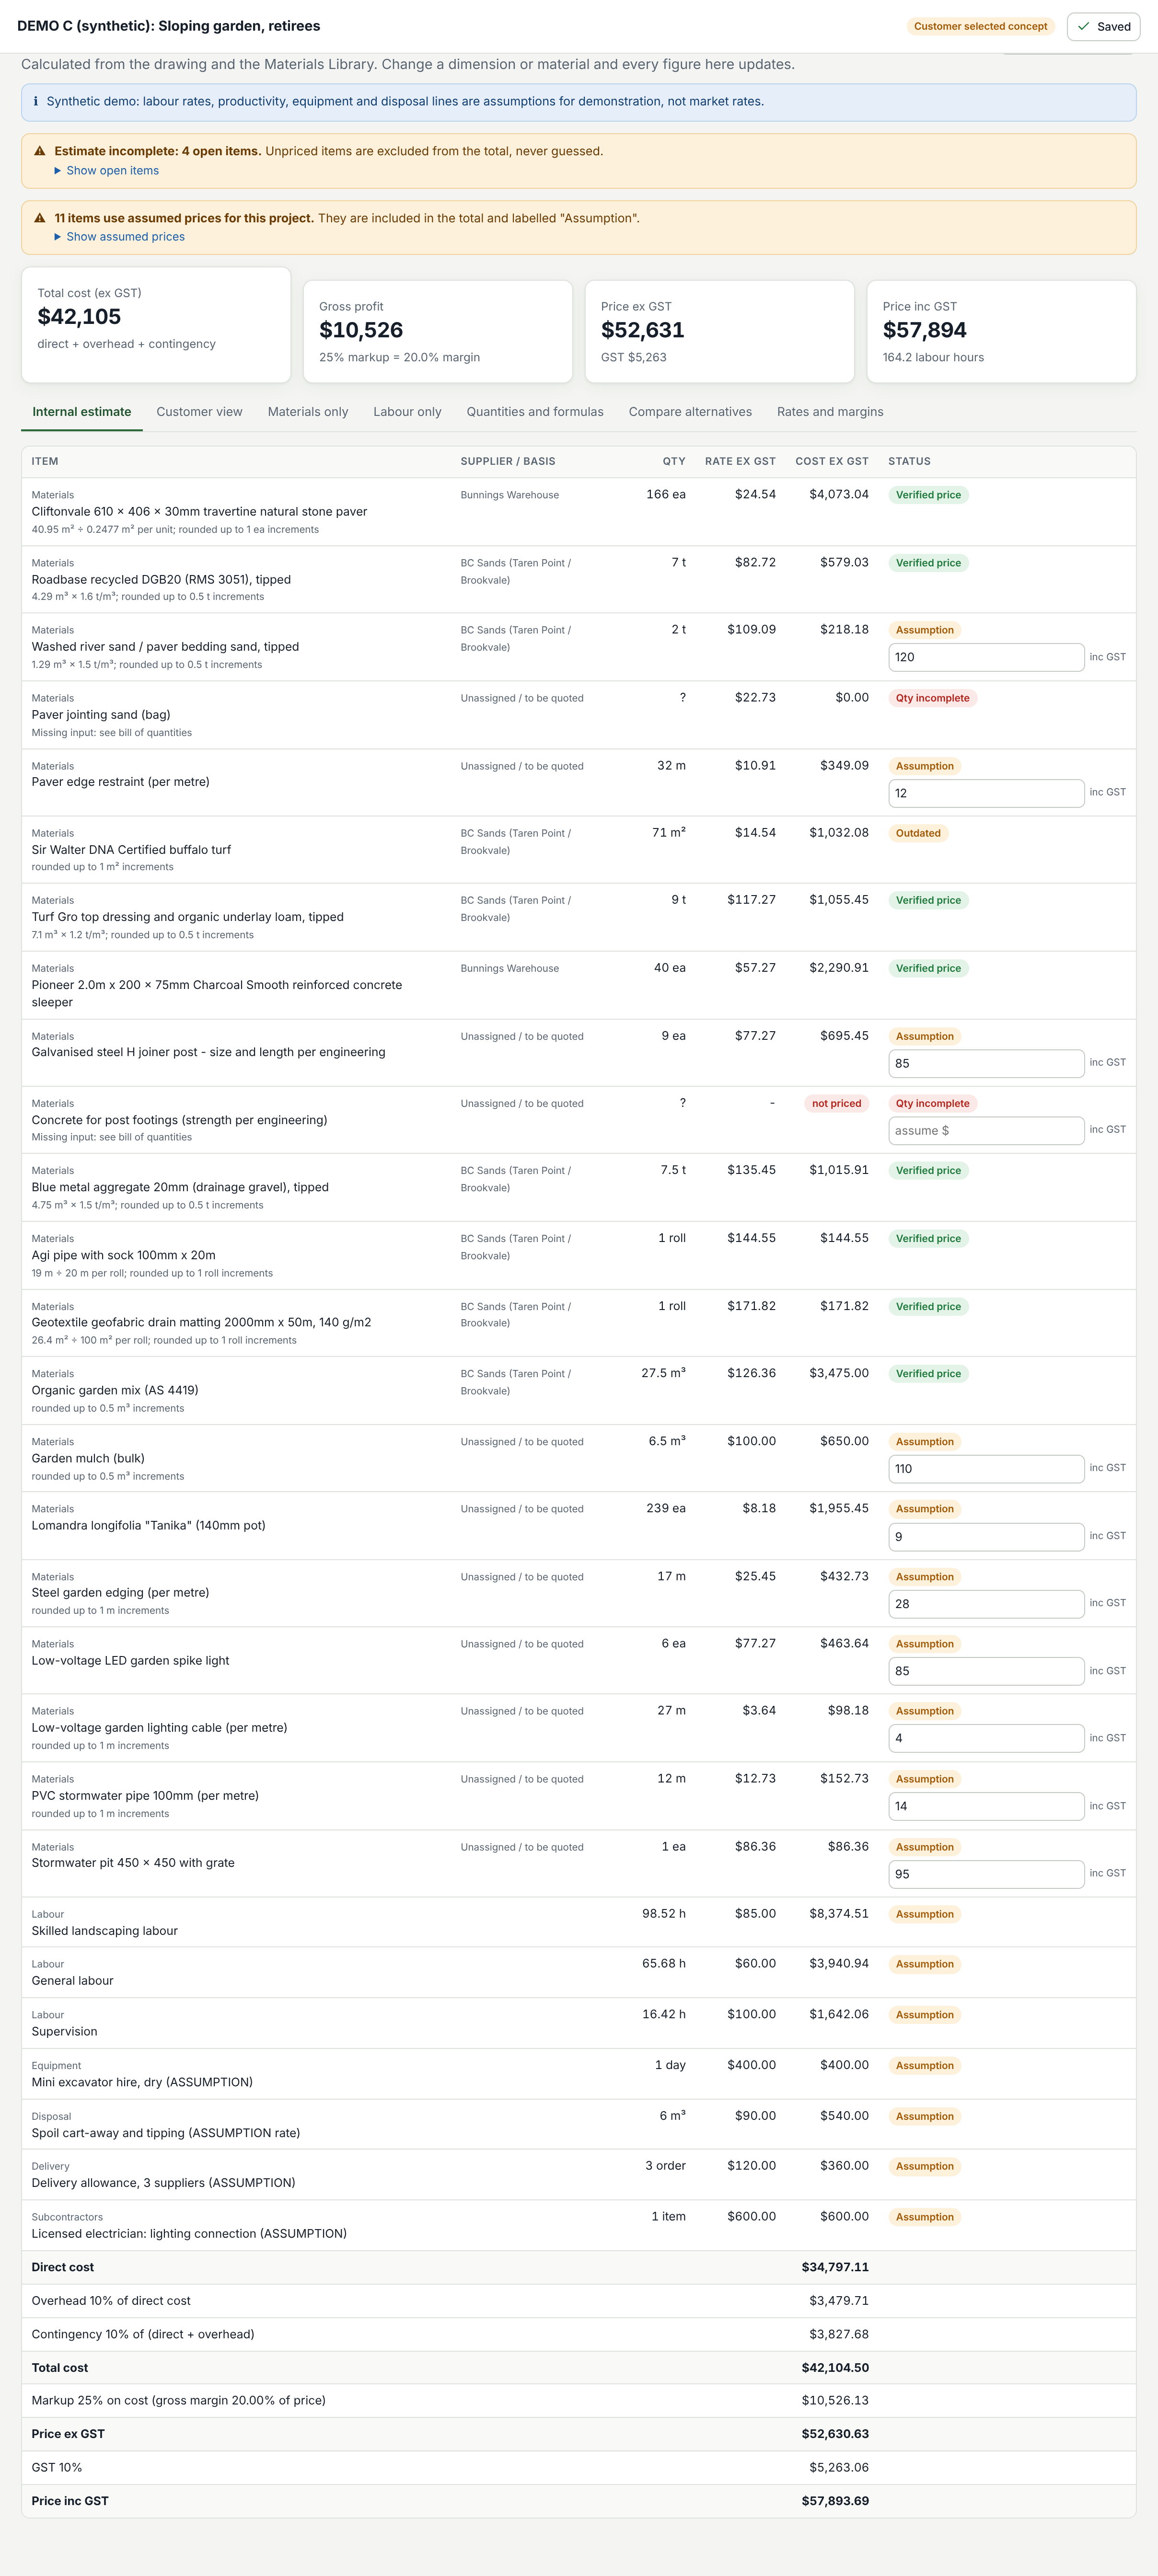 DEMO C (synthetic): Sloping garden, retirees
Customer selected concept
Saved
Calculated from the drawing and the Materials Library. Change a dimension or material and every figure here updates.
Synthetic demo: labour rates, productivity, equipment and disposal lines are assumptions for demonstration, not market rates.
Estimate incomplete: 4 open items. Unpriced items are excluded from the total, never guessed.
Show open items
11 items use assumed prices for this project. They are included in the total and labelled "Assumption".
Show assumed prices
Total cost (ex GST)
$42,105
direct + overhead + contingency
Gross profit
$10,526
25% markup = 20.0% margin
Price ex GST
$52,631
GST $5,263
Price inc GST
$57,894
164.2 labour hours
Internal estimate Customer view Materials only Labour only Quantities and formulas Compare alternatives Rates and margins
ITEM SUPPLIER / BASIS QTY RATE EX GST COST EX GST STATUS
Materials
Cliftonvale 610 × 406 × 30mm travertine natural stone paver
40.95 m² ÷ 0.2477 m² per unit; rounded up to 1 ea increments
Bunnings Warehouse 166 ea $24.54 $4,073.04 Verified price
Materials
Roadbase recycled DGB20 (RMS 3051), tipped
4.29 m³ × 1.6 t/m³; rounded up to 0.5 t increments
BC Sands (Taren Point /
Brookvale)
7 t $82.72 $579.03 Verified price
Materials
Washed river sand / paver bedding sand, tipped
1.29 m³ × 1.5 t/m³; rounded up to 0.5 t increments
BC Sands (Taren Point /
Brookvale)
2 t $109.09 $218.18 Assumption
120 inc GST
Materials
Paver jointing sand (bag)
Missing input: see bill of quantities
Unassigned / to be quoted ? $22.73 $0.00 Qty incomplete
Materials
Paver edge restraint (per metre)
Unassigned / to be quoted 32 m $10.91 $349.09 Assumption
12 inc GST
Materials
Sir Walter DNA Certified buffalo turf
rounded up to 1 m² increments
BC Sands (Taren Point /
Brookvale)
71 m² $14.54 $1,032.08 Outdated
Materials
Turf Gro top dressing and organic underlay loam, tipped
7.1 m³ × 1.2 t/m³; rounded up to 0.5 t increments
BC Sands (Taren Point /
Brookvale)
9 t $117.27 $1,055.45 Verified price
Materials
Pioneer 2.0m x 200 × 75mm Charcoal Smooth reinforced concrete
sleeper
Bunnings Warehouse 40 ea $57.27 $2,290.91 Verified price
Materials
Galvanised steel H joiner post - size and length per engineering
Unassigned / to be quoted 9 ea $77.27 $695.45 Assumption
85 inc GST
Materials
Concrete for post footings (strength per engineering)
Missing input: see bill of quantities
Unassigned / to be quoted ? - not priced Qty incomplete
assume $ inc GST
Materials
Blue metal aggregate 20mm (drainage gravel), tipped
4.75 m³ × 1.5 t/m³; rounded up to 0.5 t increments
BC Sands (Taren Point /
Brookvale)
7.5 t $135.45 $1,015.91 Verified price
Materials
Agi pipe with sock 100mm x 20m
19 m ÷ 20 m per roll; rounded up to 1 roll increments
BC Sands (Taren Point /
Brookvale)
1 roll $144.55 $144.55 Verified price
Materials
Geotextile geofabric drain matting 2000mm x 50m, 140 g/m2
26.4 m² ÷ 100 m² per roll; rounded up to 1 roll increments
BC Sands (Taren Point /
Brookvale)
1 roll $171.82 $171.82 Verified price
Materials
Organic garden mix (AS 4419)
rounded up to 0.5 m³ increments
BC Sands (Taren Point /
Brookvale)
27.5 m³ $126.36 $3,475.00 Verified price
Materials
Garden mulch (bulk)
rounded up to 0.5 m³ increments
Unassigned / to be quoted 6.5 m³ $100.00 $650.00 Assumption
110 inc GST
Materials
Lomandra longifolia "Tanika" (140mm pot)
Unassigned / to be quoted 239 ea $8.18 $1,955.45 Assumption
9 inc GST
Materials
Steel garden edging (per metre)
rounded up to 1 m increments
Unassigned / to be quoted 17 m $25.45 $432.73 Assumption
28 inc GST
Materials
Low-voltage LED garden spike light
Unassigned / to be quoted 6 ea $77.27 $463.64 Assumption
85 inc GST
Materials
Low-voltage garden lighting cable (per metre)
rounded up to 1 m increments
Unassigned / to be quoted 27 m $3.64 $98.18 Assumption
4 inc GST
Materials
PVC stormwater pipe 100mm (per metre)
rounded up to 1 m increments
Unassigned / to be quoted 12 m $12.73 $152.73 Assumption
14 inc GST
Materials
Stormwater pit 450 × 450 with grate
Unassigned / to be quoted 1 ea $86.36 $86.36 Assumption
95 inc GST
Labour
Skilled landscaping labour
98.52 h $85.00 $8,374.51 Assumption
Labour
General labour
65.68 h $60.00 $3,940.94 Assumption
Labour
Supervision
16.42 h $100.00 $1,642.06 Assumption
Equipment
Mini excavator hire, dry (ASSUMPTION)
1 day $400.00 $400.00 Assumption
Disposal
Spoil cart-away and tipping (ASSUMPTION rate)
6 m³ $90.00 $540.00 Assumption
Delivery
Delivery allowance, 3 suppliers (ASSUMPTION)
3 order $120.00 $360.00 Assumption
Subcontractors
Licensed electrician: lighting connection (ASSUMPTION)
1 item $600.00 $600.00 Assumption
Direct cost $34,797.11
Overhead 10% of direct cost $3,479.71
Contingency 10% of (direct + overhead) $3,827.68
Total cost $42,104.50
Markup 25% on cost (gross margin 20.00% of price) $10,526.13
Price ex GST $52,630.63
GST 10% $5,263.06
Price inc GST $57,893.69